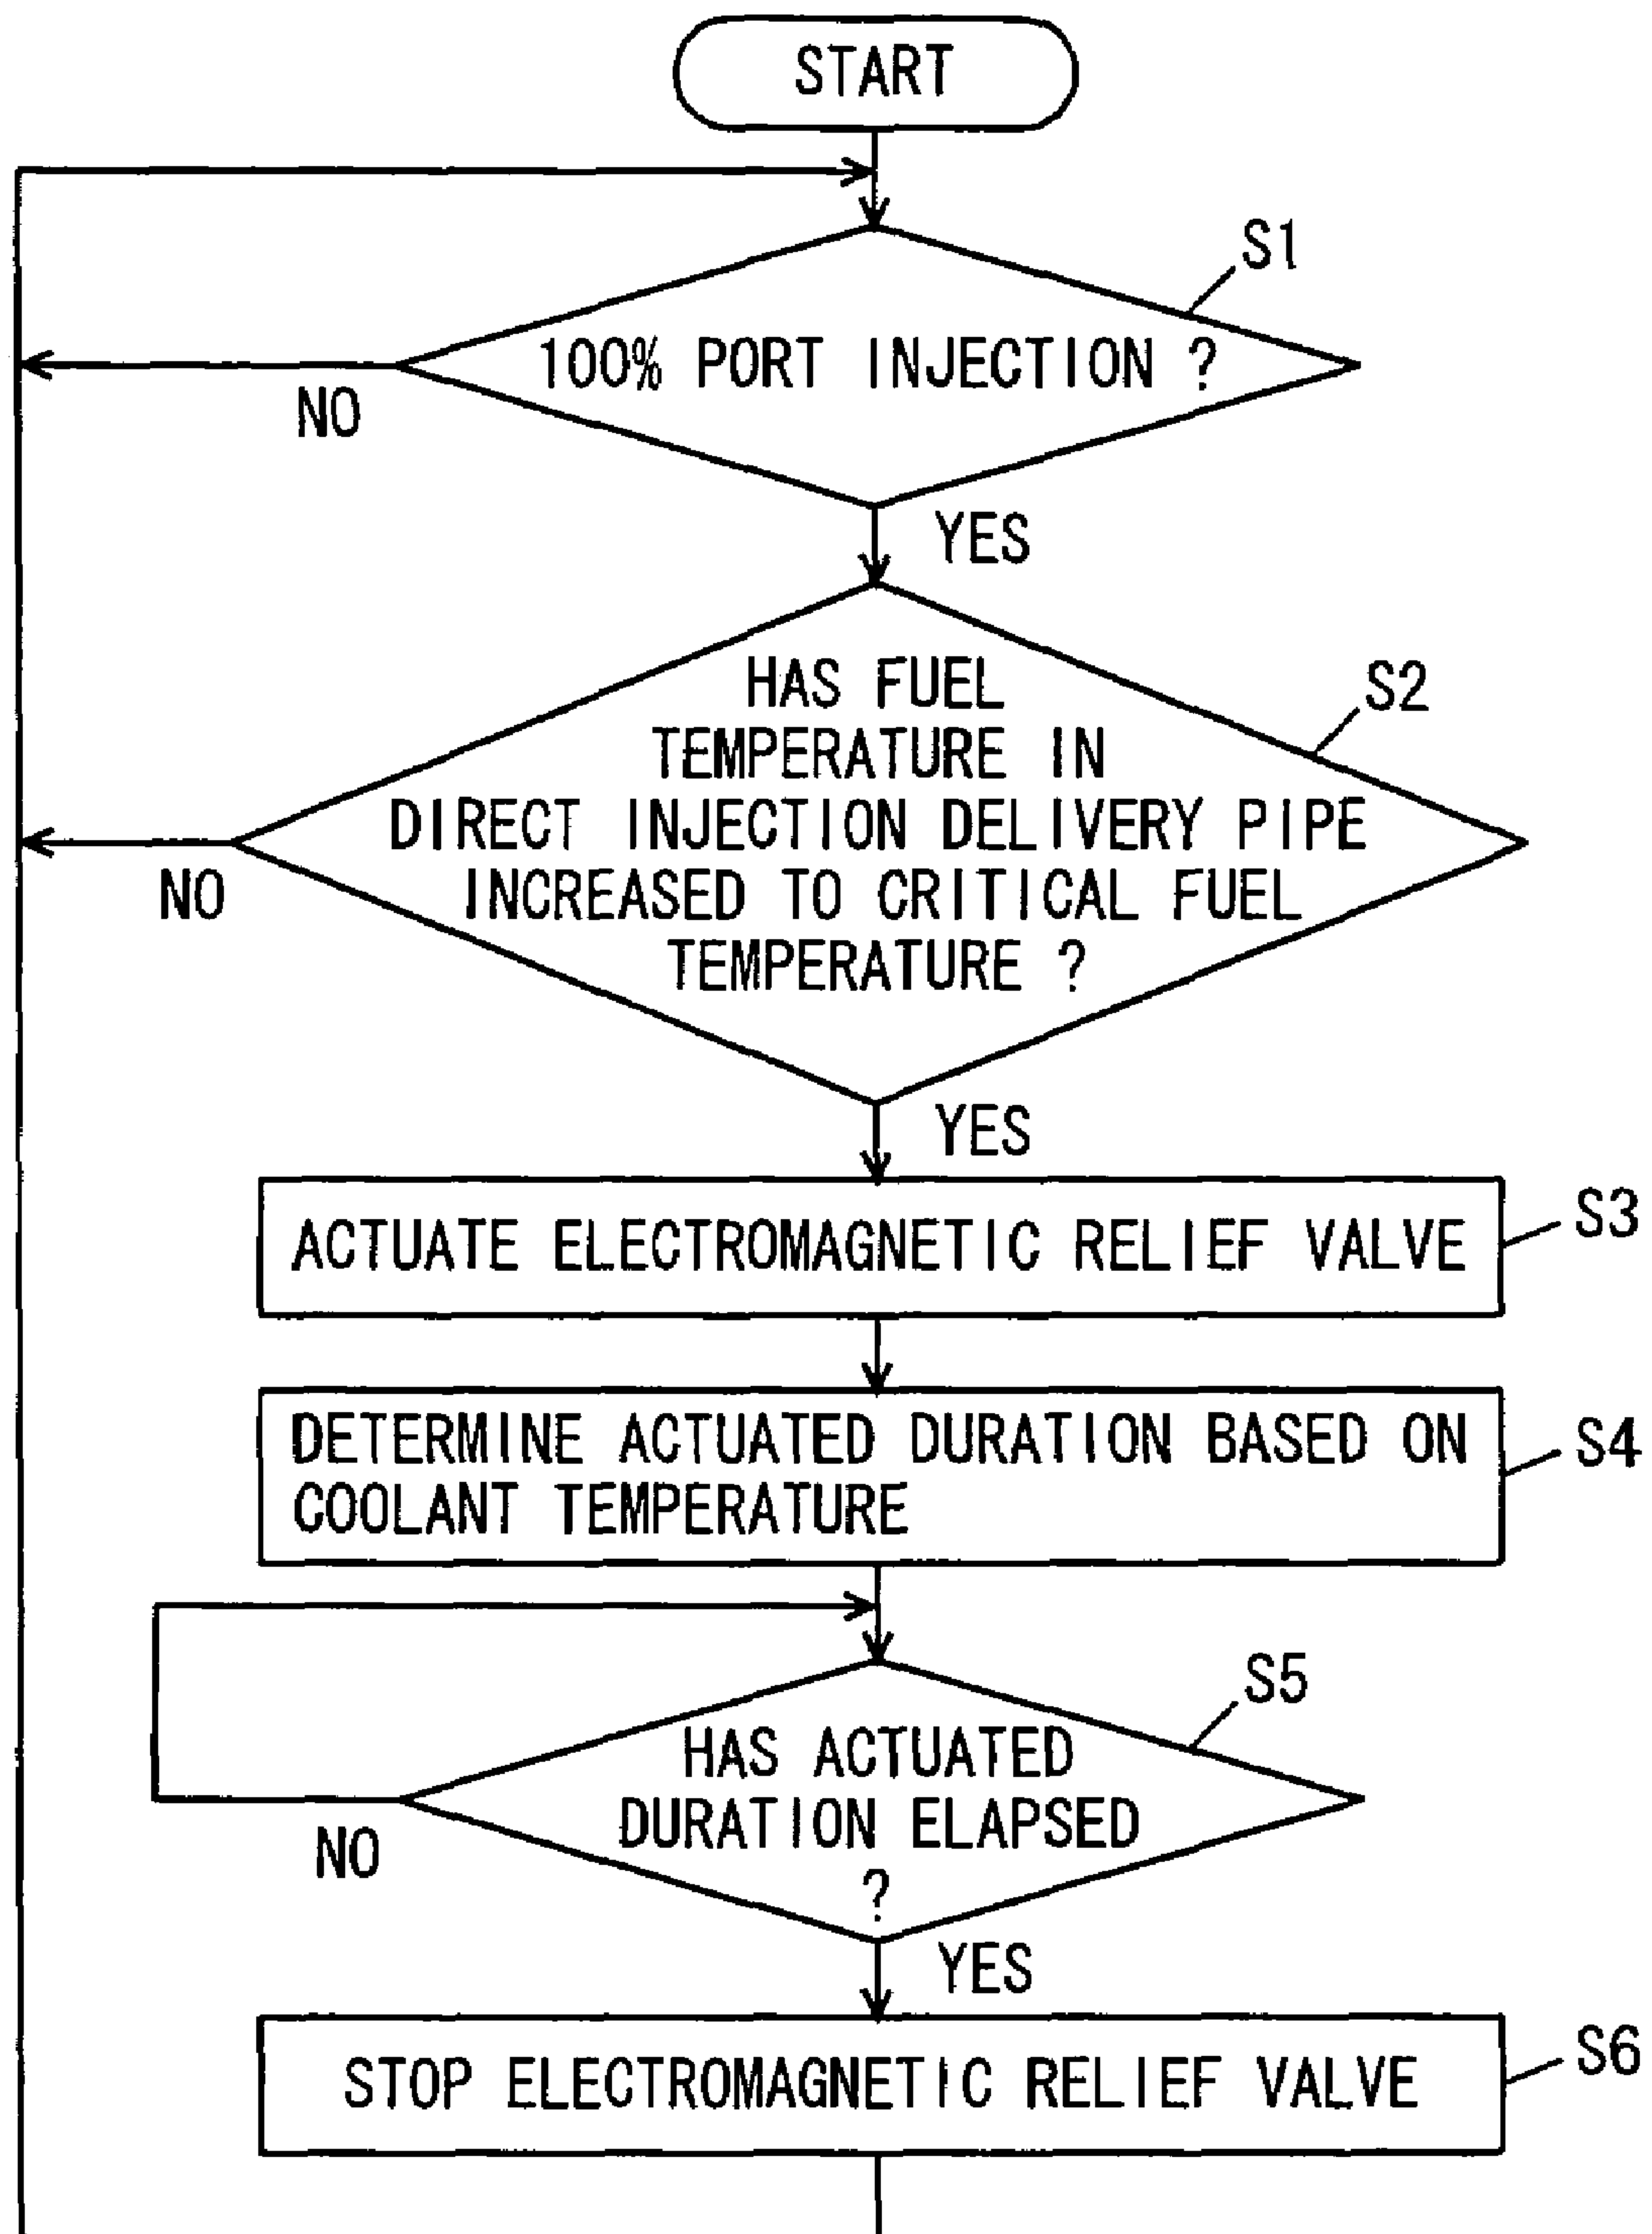 START
S1
100% PORT INJECTION ?
NO
YES
S2
HAS FUEL
TEMPERATURE IN
DIRECT INJECTION DELIVERY PIPE
INCREASED TO CRITICAL FUEL
TEMPERATURE ?
NO
YES
S3
ACTUATE ELECTROMAGNETIC RELIEF VALVE
S4
DETERMINE ACTUATED DURATION BASED ON
COOLANT TEMPERATURE
S5
HAS ACTUATED
DURATION ELAPSED
?
NO
YES
S6
STOP ELECTROMAGNETIC RELIEF VALVE